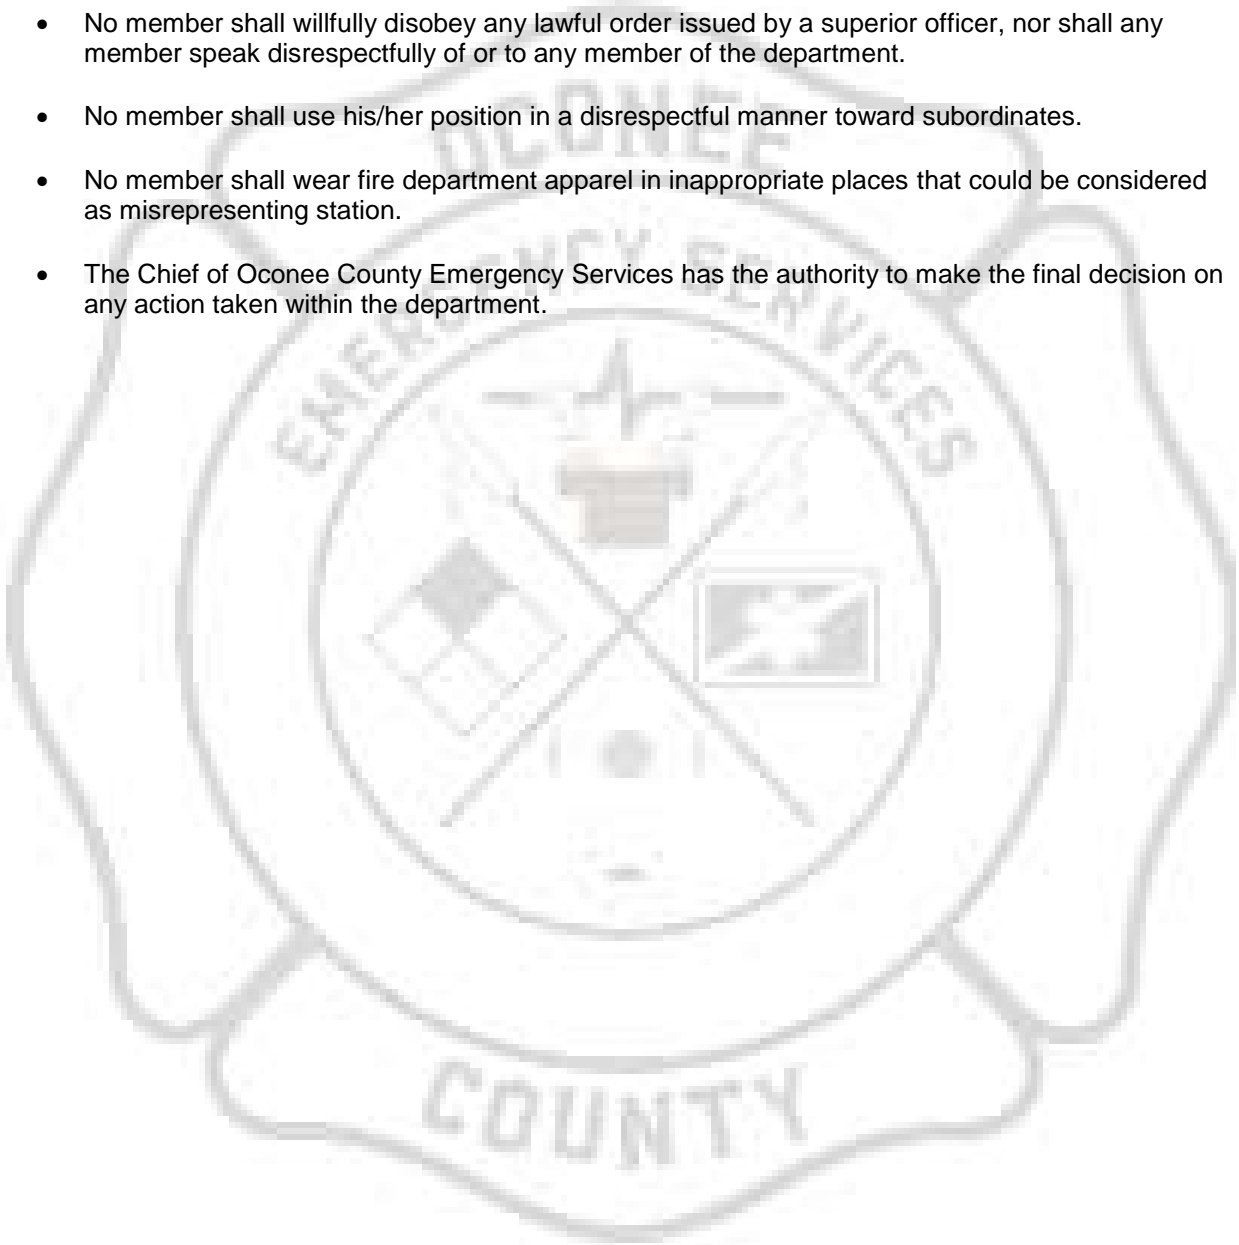 • No member shall willfully disobey any lawful order issued by a superior officer, nor shall any
member speak disrespectfully of or to any member of the department.
• No member shall use his/her position in a disrespectful manner toward subordinates.
• No member shall wear fire department apparel in inappropriate places that could be considered
as misrepresenting station.
• The Chief of Oconee County Emergency Services has the authority to make the final decision on
any action taken within the department.
OCONEE
EMERGENCY SERVICES
COUNTY